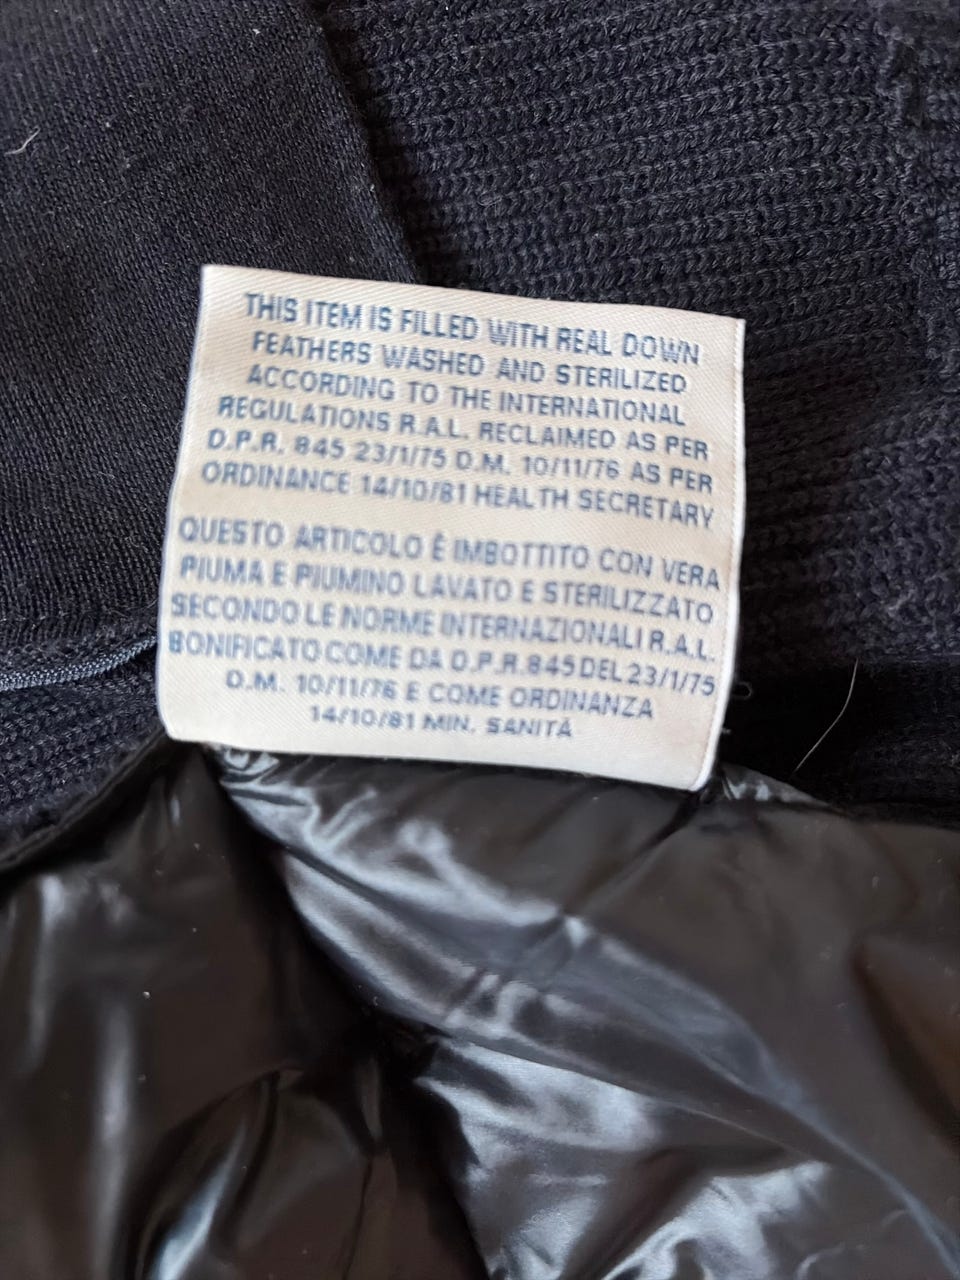 THIS ITEM IS FILLED WITH REAL DOWN
FEATHERS WASHED AND STERILIZED
ACCORDING TO THE INTERNATIONAL
REGULATIONS R.A.L. RECLAIMED AS PER
D.P.R. 845 23/1/75 D.M. 10/11/76 AS PER
ORDINANCE 14/10/81 HEALTH SECRETARY
QUESTO ARTICOLO È IMBOTTITO CON VERA
PIUMA E PIUMINO LAVATO E STERILIZZATO
SECONDO LE NORME INTERNAZIONALI R.A.L.
BONIFICATO COME DA D.P.R. 845 DEL 23/1/75
D.M. 10/11/76 E COME ORDINANZA
14/10/81 MIN. SANITÁ